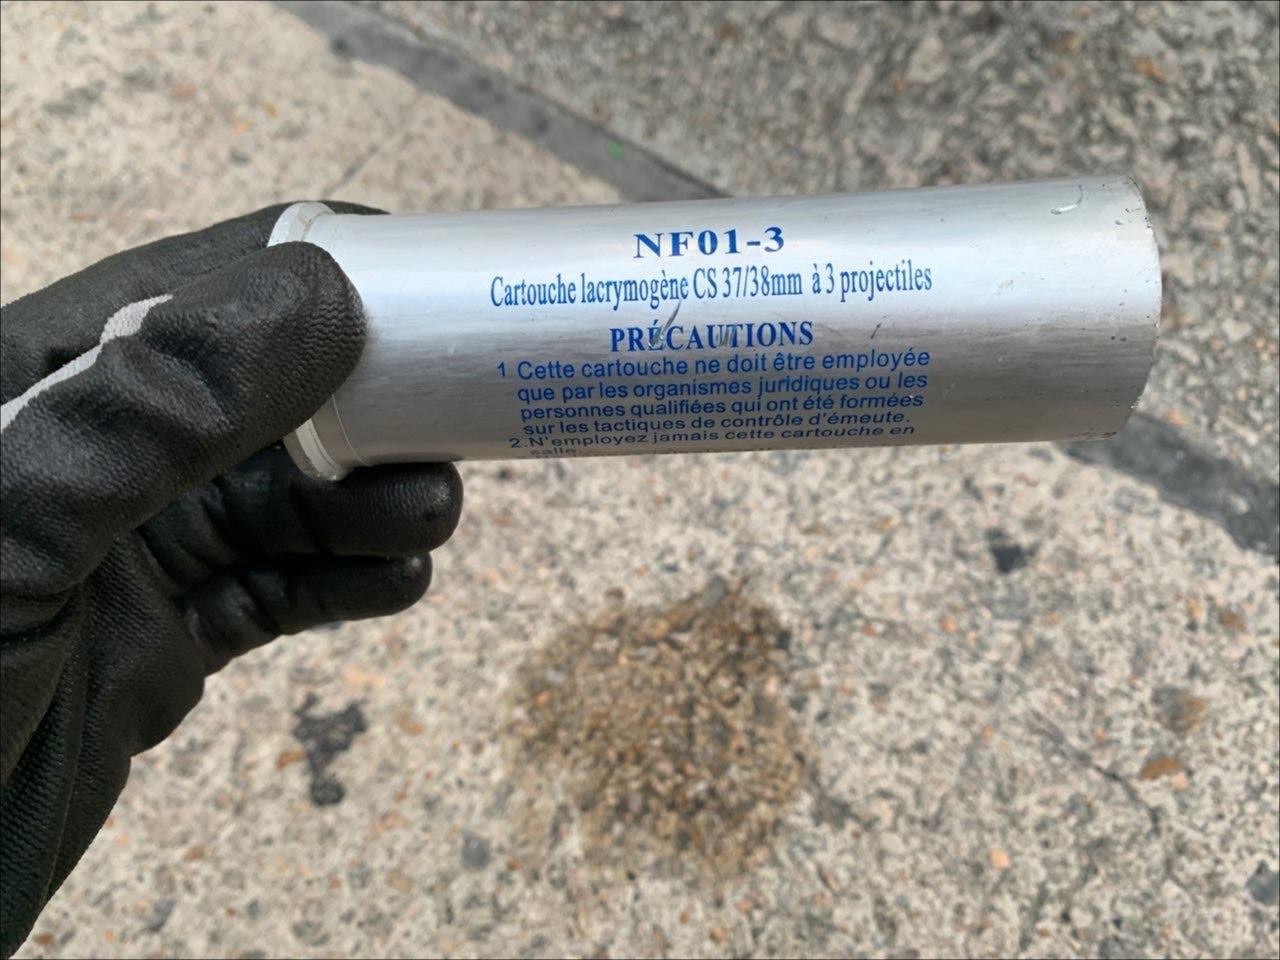 NF01-3
Cartouche lacrymogène CS 37/38mm à 3 projectiles
PRÉCAUTIONS
1 Cette cartouche ne doit être employée
que par les organismes juridiques ou les
personnes qualifiées qui ont été formées
sur les tactiques de contrôle d'émeute.
2.N'employez jamais cette cartouche en
salle.